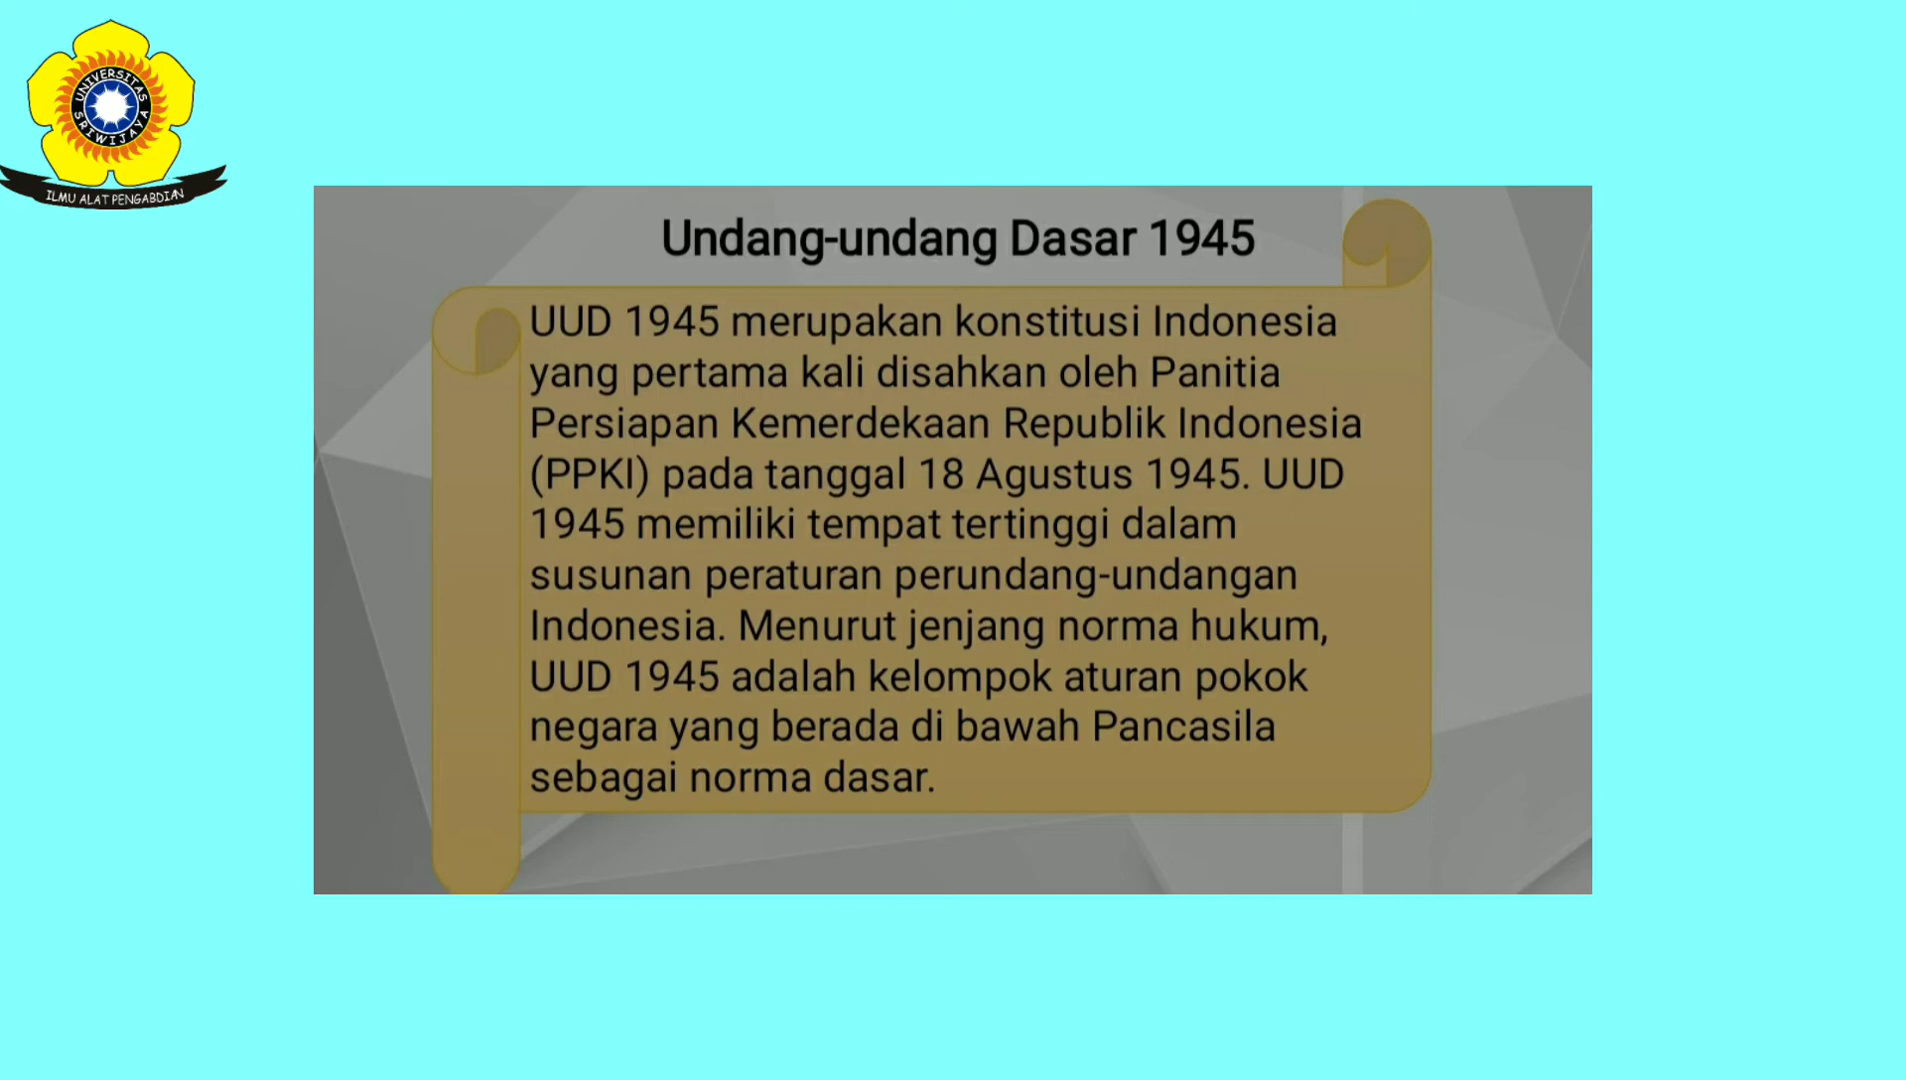 UNIVERSITAS
SRIWIJAYA
ILMU ALAT PENGABDIAN
Undang-undang Dasar 1945
UUD 1945 merupakan konstitusi Indonesia
yang pertama kali disahkan oleh Panitia
Persiapan Kemerdekaan Republik Indonesia
(PPKI) pada tanggal 18 Agustus 1945. UUD
1945 memiliki tempat tertinggi dalam
susunan peraturan perundang-undangan
Indonesia. Menurut jenjang norma hukum,
UUD 1945 adalah kelompok aturan pokok
negara yang berada di bawah Pancasila
sebagai norma dasar.